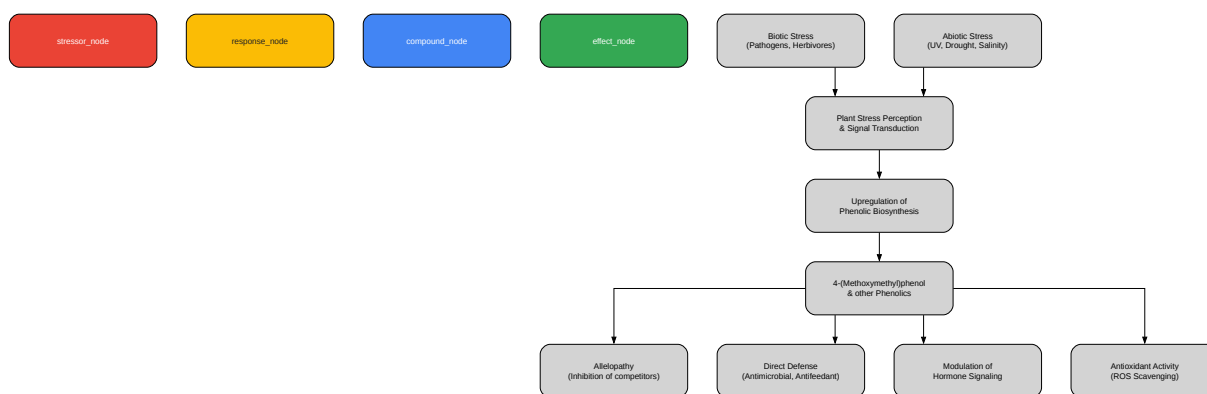 stressor_node
response_node
compound_node
effect_node
Biotic Stress
(Pathogens, Herbivores)
Abiotic Stress
(UV, Drought, Salinity)
Plant Stress Perception
& Signal Transduction
Upregulation of
Phenolic Biosynthesis
4-(Methoxymethyl)phenol
& other Phenolics
Allelopathy
(Inhibition of competitors)
Direct Defense
(Antimicrobial, Antifeedant)
Modulation of
Hormone Signaling
Antioxidant Activity
(ROS Scavenging)